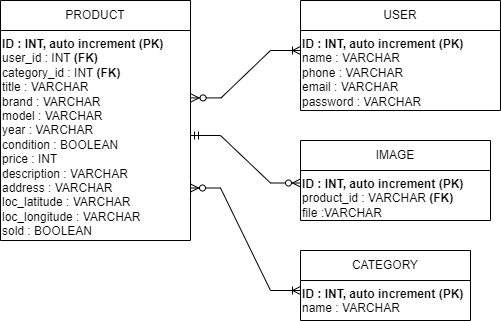 PRODUCT
ID : INT, auto increment (PK)
user_id : INT (FK)
category_id : INT (FK)
title : VARCHAR
brand : VARCHAR
model : VARCHAR
year : VARCHAR
condition : BOOLEAN
price : INT
description : VARCHAR
address : VARCHAR
loc_latitude : VARCHAR
loc_longitude : VARCHAR
sold : BOOLEAN
USER
ID : INT, auto increment (PK)
name : VARCHAR
phone : VARCHAR
email : VARCHAR
password : VARCHAR
IMAGE
ID : INT, auto increment (PK)
product_id : VARCHAR (FK)
file :VARCHAR
CATEGORY
ID : INT, auto increment (PK)
name : VARCHAR